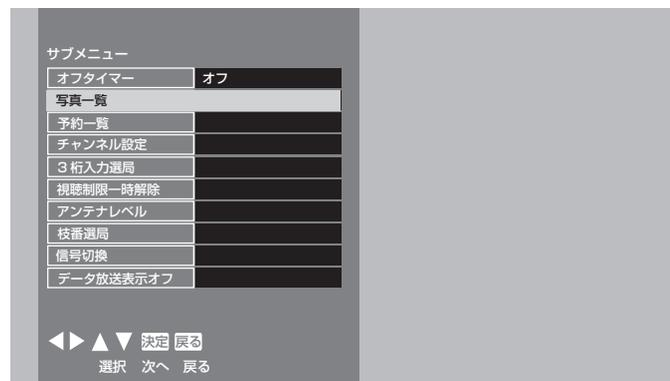 サブメニュー
オフタイマー オフ
写真一覧
予約一覧
チャンネル設定
3桁入力選局
視聴制限一時解除
アンテナレベル
枝番選局
信号切換
データ放送表示オフ
決定 戻る
選択 次へ 戻る